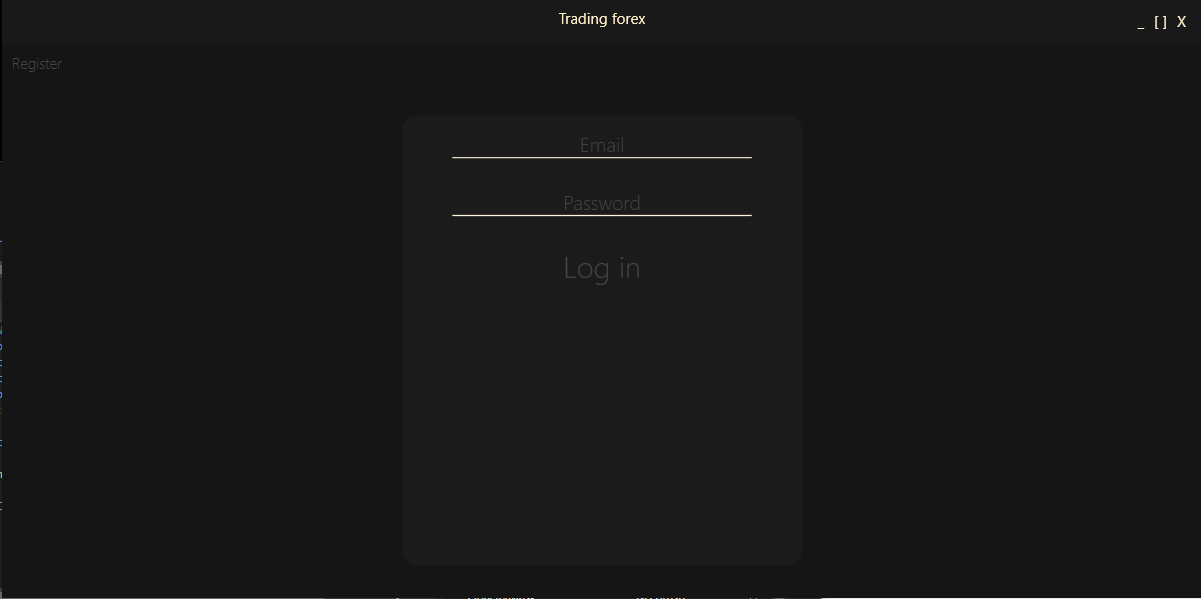 Trading forex
_ [] X
Register
Email
Password
Log in